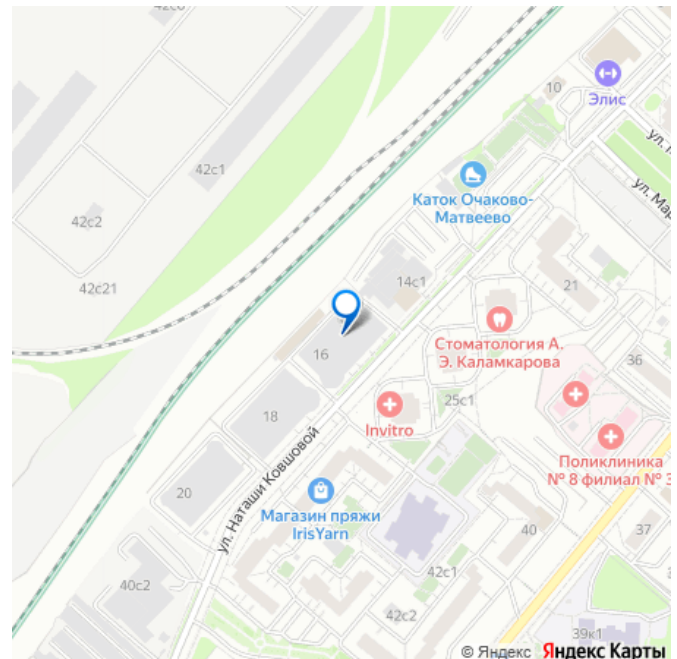 10
Элис
42с1
Каток Очаково-
Матвеево
42с2
42с21
14с1
21
Стоматология А.
Э. Каламкарова
36
16
25с1
Invitro
18
Поликлиника
№ 8 филиал № 3
ул. Наташи Ковшовой
Магазин пряжи
IrisYarn
20
40
37
40с2
42с1
42с2
39к1
© Яндекс Яндекс Карты